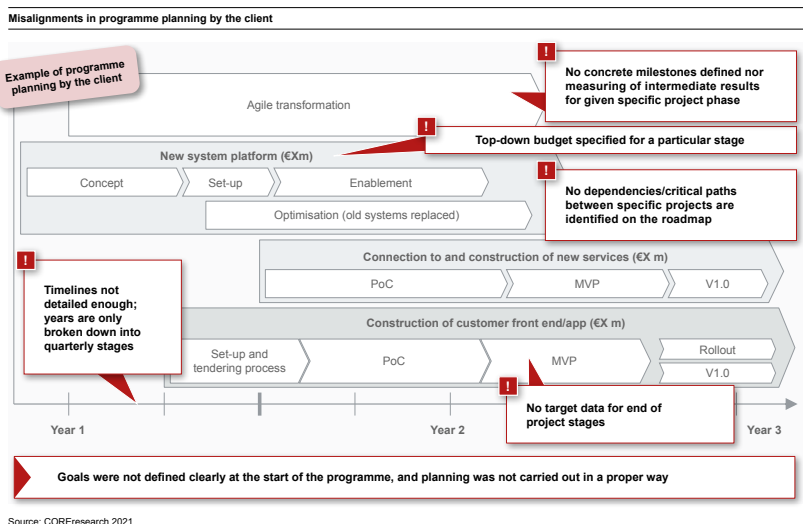 Misalignments in programme planning by the client
Example of programme
planning by the client
Agile transformation
No concrete milestones defined nor
measuring of intermediate results
for given specific project phase
!
Top-down budget specified for a particular stage
!
New system platform (€Xm)
Concept
Set-up
Enablement
Optimisation (old systems replaced)
!
No dependencies/critical paths
between specific projects are
identified on the roadmap
Connection to and construction of new services (€X m)
PoC
MVP
V1.0
!
Timelines not
detailed enough;
years are only
broken down into
quarterly stages
Construction of customer front end/app (€X m)
Set-up and
tendering process
PoC
MVP
Rollout
V1.0
!
No target data for end of
project stages
Year 1
Year 2
Year 3
Goals were not defined clearly at the start of the programme, and planning was not carried out in a proper way
Source: COREresearch 2021